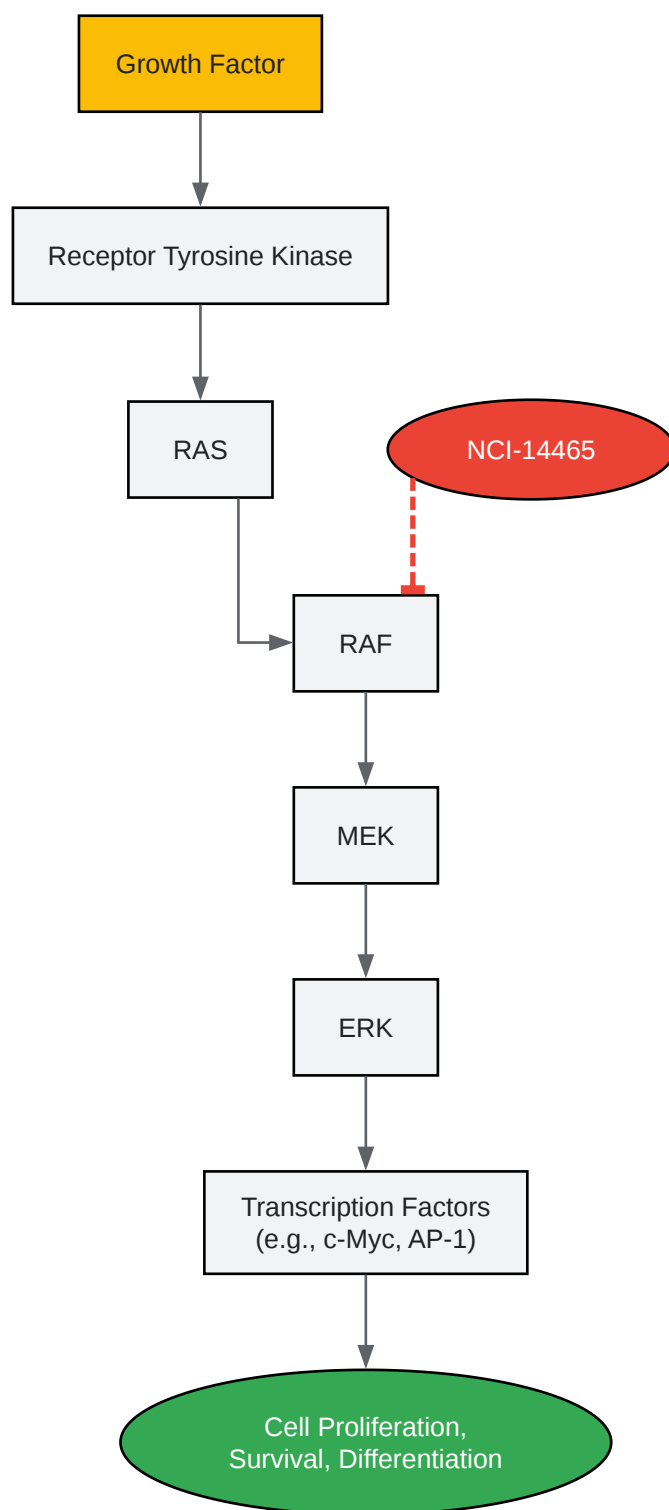 Growth Factor
Receptor Tyrosine Kinase
RAS
NCI-14465
RAF
MEK
ERK
Transcription Factors
(e.g., c-Myc, AP-1)
Cell Proliferation,
Survival, Differentiation